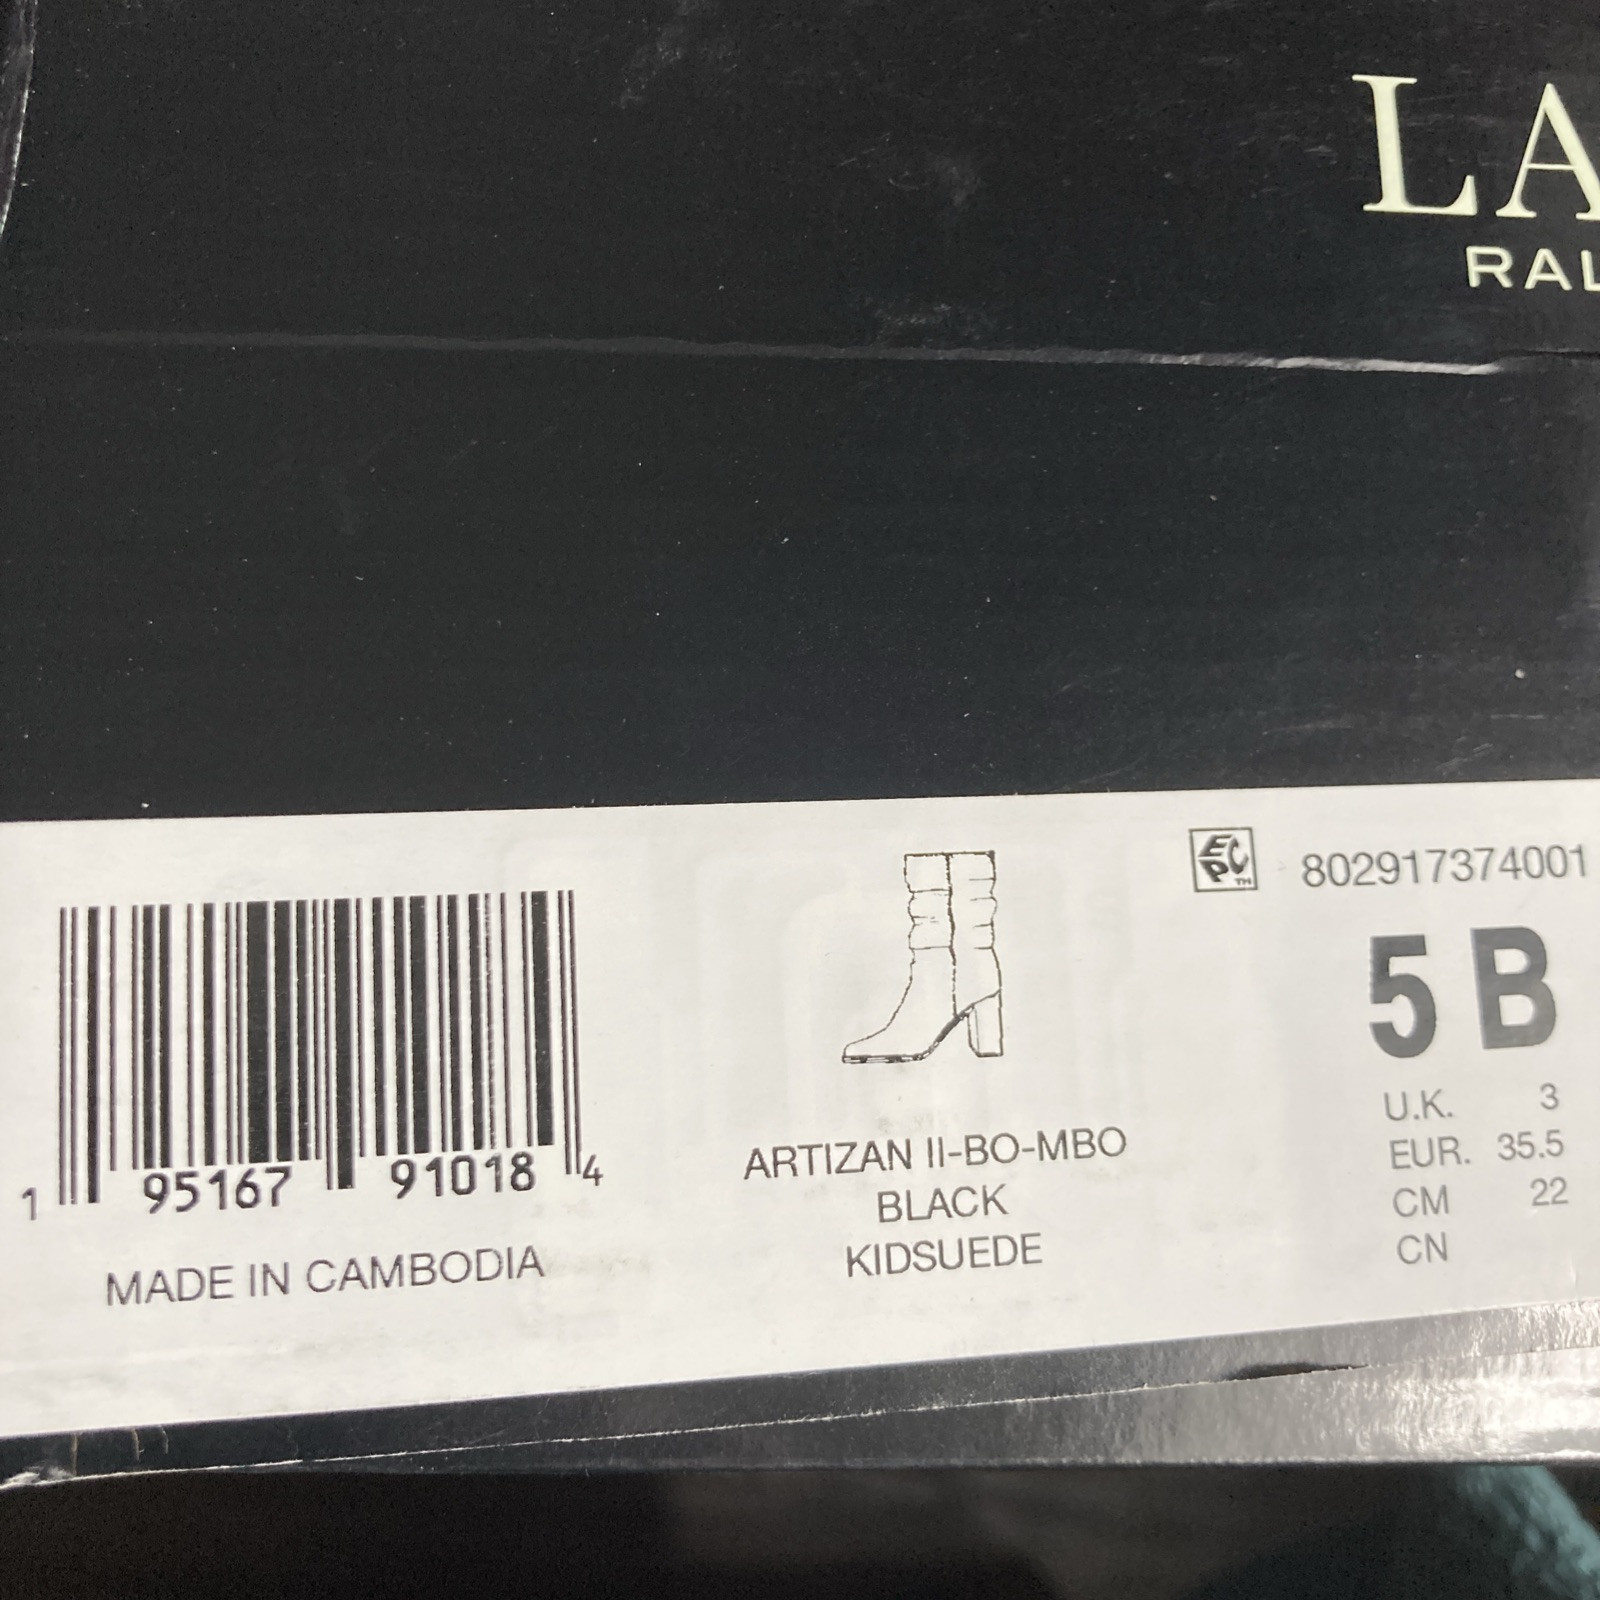 LA
RAL
ECP™ 802917374001
5 B
U.K. 3
EUR. 35.5
CM 22
CN
ARTIZAN II-BO-MBO
BLACK
KIDSUEDE
1 95167 91018 4
MADE IN CAMBODIA